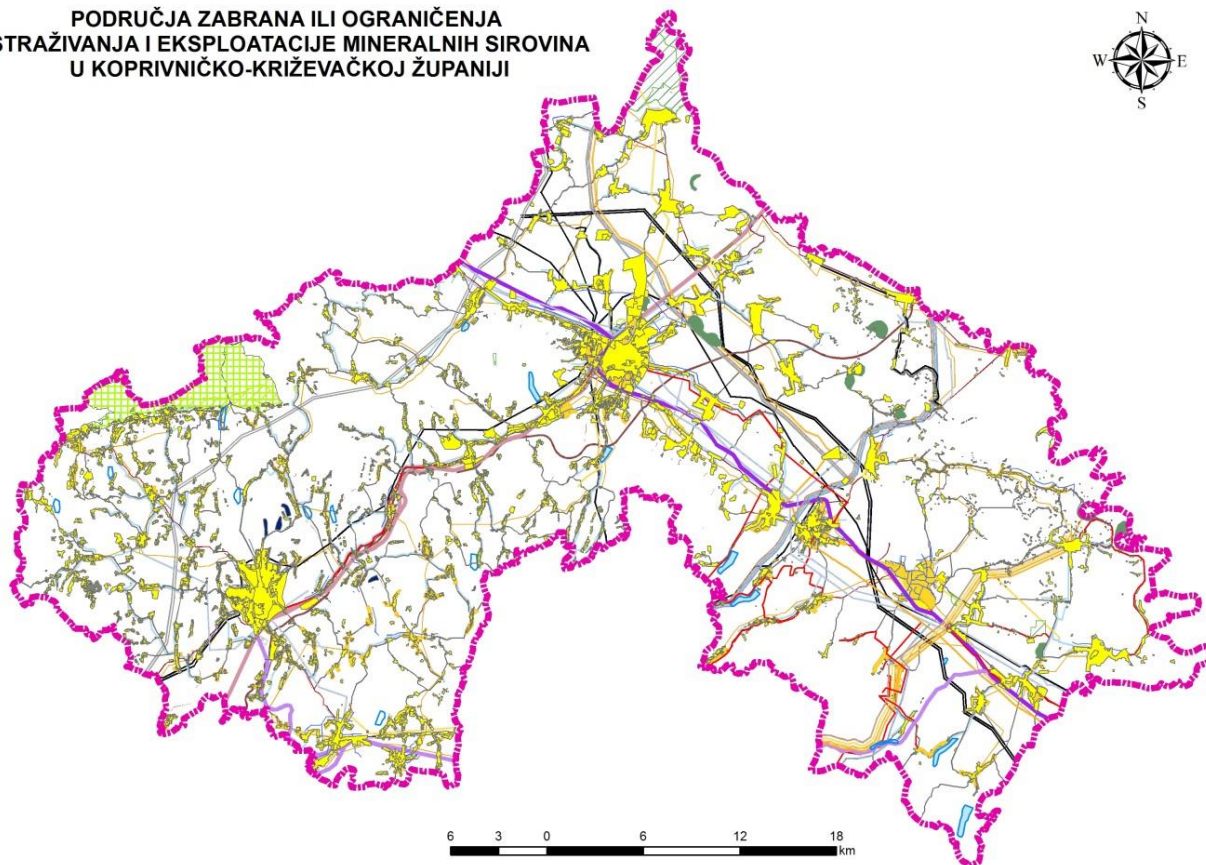 PODRUČJA ZABRANA ILI OGRANIČENJA
STRAŽIVANJA I EKSPLOATACIJE MINERALNIH SIROVINA
U KOPRIVNIČKO-KRIŽEVAČKOJ ŽUPANIJI
N
W E
S
6 3 0 6 12 18
km